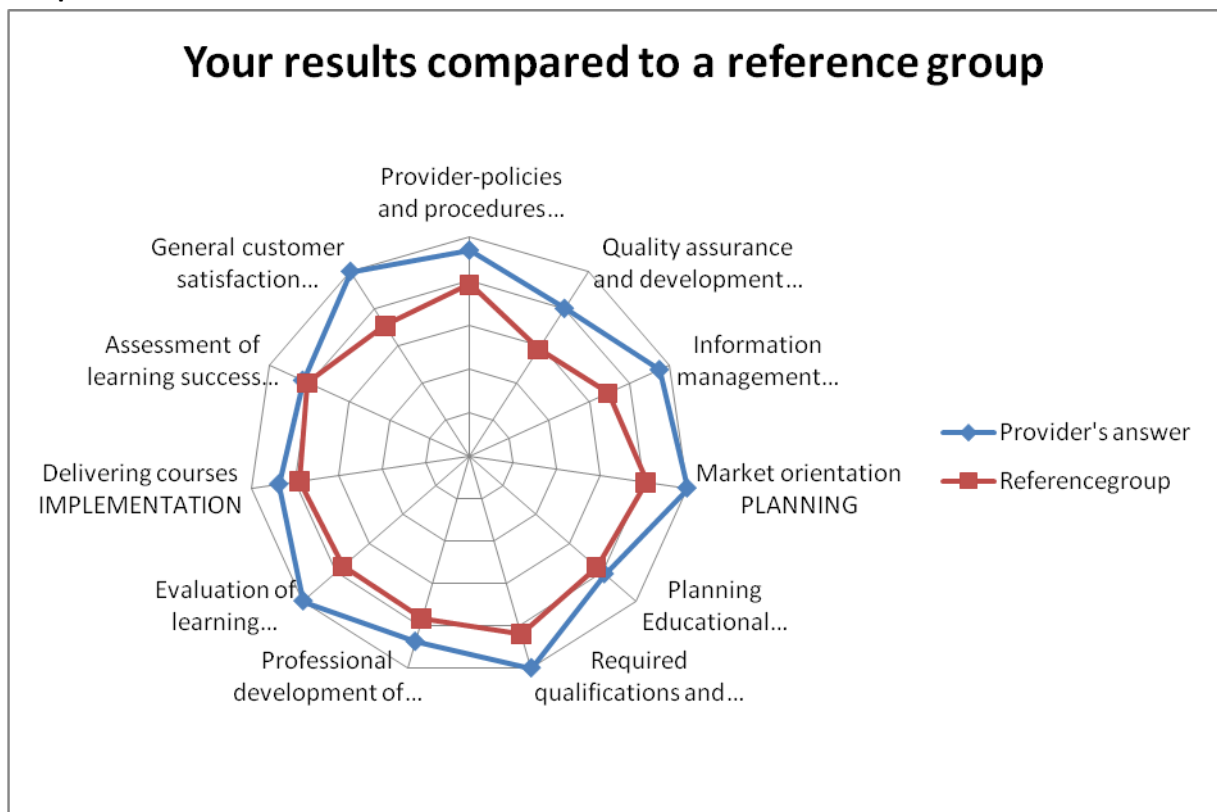 Your results compared to a reference group
Provider-policies
and procedures...
Quality assurance
and development...
Information
management...
Market orientation
PLANNING
Planning
Educational...
Required
qualifications and...
Professional
development of...
Evaluation of
learning...
Delivering courses
IMPLEMENTATION
Assessment of
learning success...
General customer
satisfaction...
Provider's answer
Referencegroup